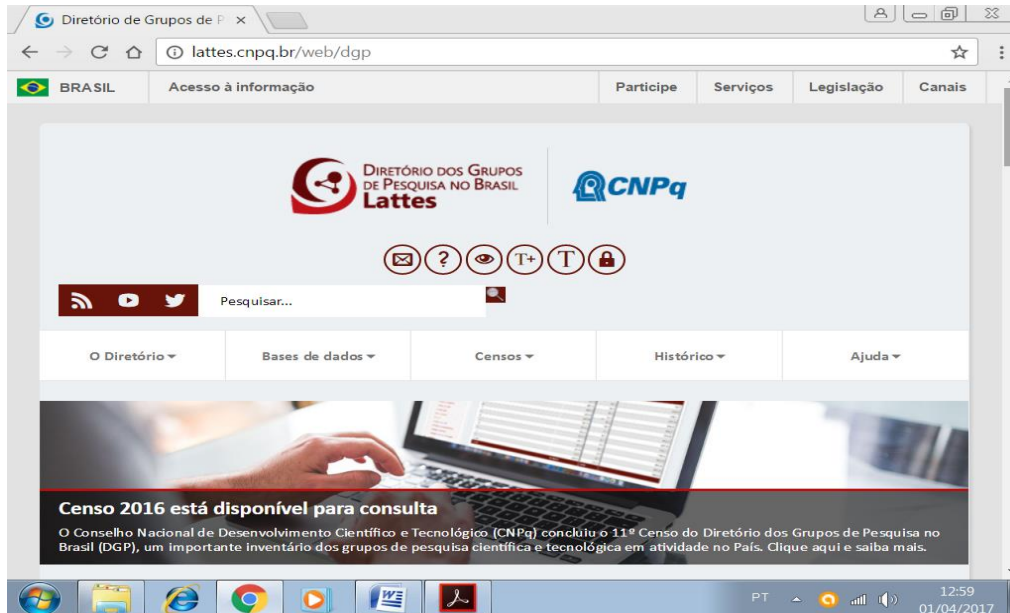 Diretório de Grupos de P
lattes.cnpq.br/web/dgp
BRASIL Acesso à informação Participe Serviços Legislação Canais
DIRETÓRIO DOS GRUPOS
DE PESQUISA NO BRASIL
Lattes
CNPq
? T+ T
Pesquisar...
O Diretório Bases de dados Censos Histórico Ajuda
Censo 2016 está disponível para consulta
O Conselho Nacional de Desenvolvimento Científico e Tecnológico (CNPq) concluiu o 11º Censo do Diretório dos Grupos de Pesquisa no
Brasil (DGP), um importante inventário dos grupos de pesquisa científica e tecnológica em atividade no País. Clique aqui e saiba mais.
PT
12:59
01/04/2017